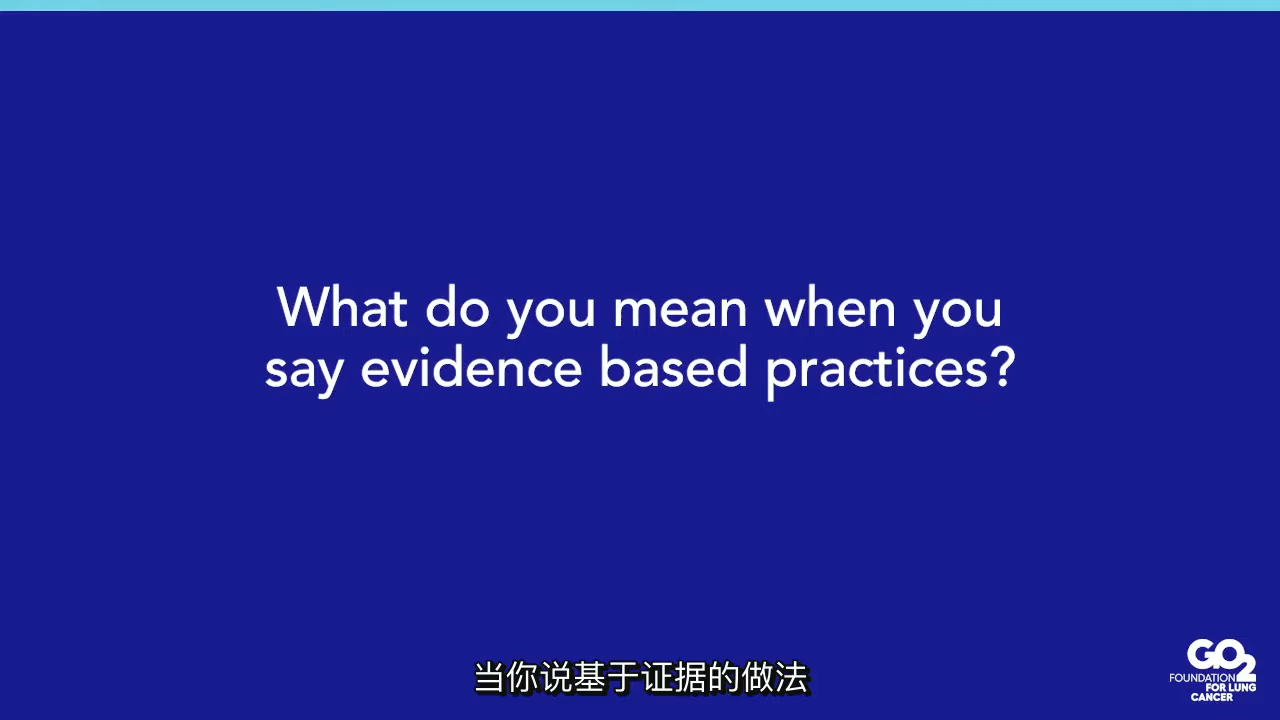 What do you mean when you
say evidence based practices?
当你说基于证据的做法
GO2
FOUNDATION
FOR LUNG
CANCER